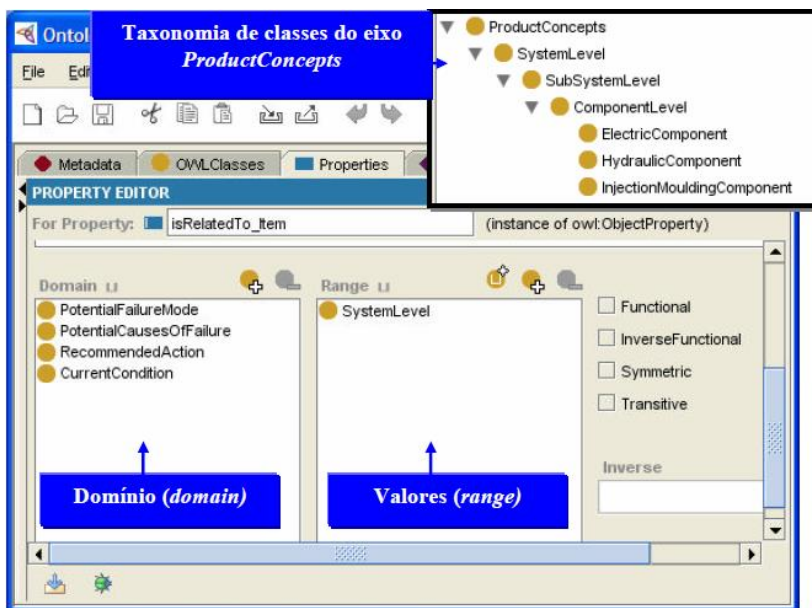 Ontol
Taxonomia de classes do eixo
ProductConcepts
ProductConcepts
SystemLevel
SubSystemLevel
ComponentLevel
ElectricComponent
HydraulicComponent
InjectionMouldingComponent
File Edi
Metadata OWLClasses Properties
PROPERTY EDITOR
For Property: isRelatedTo_Item (instance of owl:ObjectProperty)
Domain ⊔ Range ⊔
PotentialFailureMode
PotentialCausesOfFailure
RecommendedAction
CurrentCondition
SystemLevel
Functional
InverseFunctional
Symmetric
Transitive
Inverse
Domínio (domain)
Valores (range)